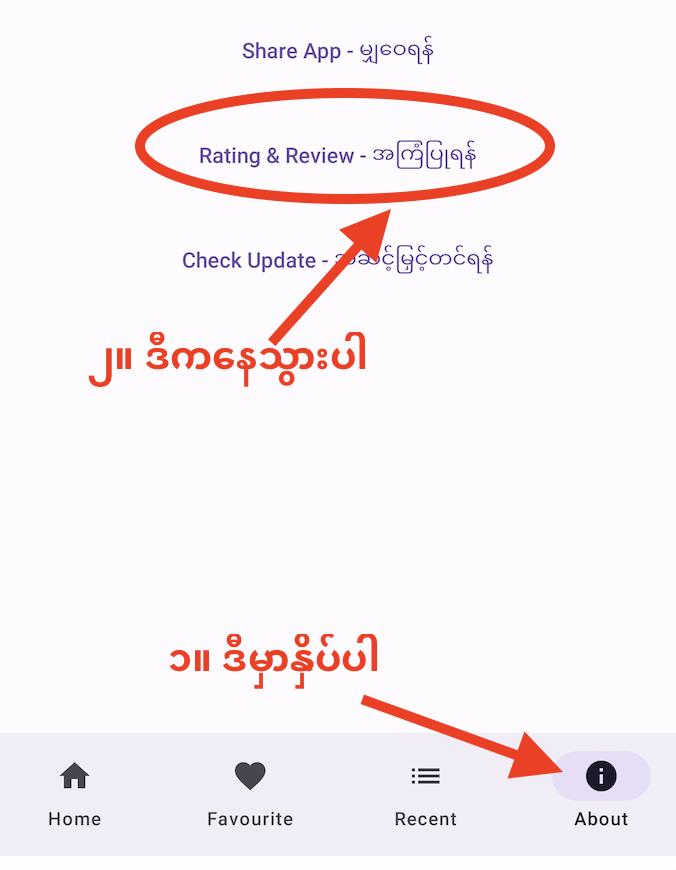 Share App - မျှဝေရန်
Rating & Review - အကြံပြုရန်
Check Update - အဆင့်မြှင့်တင်ရန်
၂။ ဒီကနေသွားပါ
၁။ ဒီမှာနှိပ်ပါ
Home Favourite Recent About